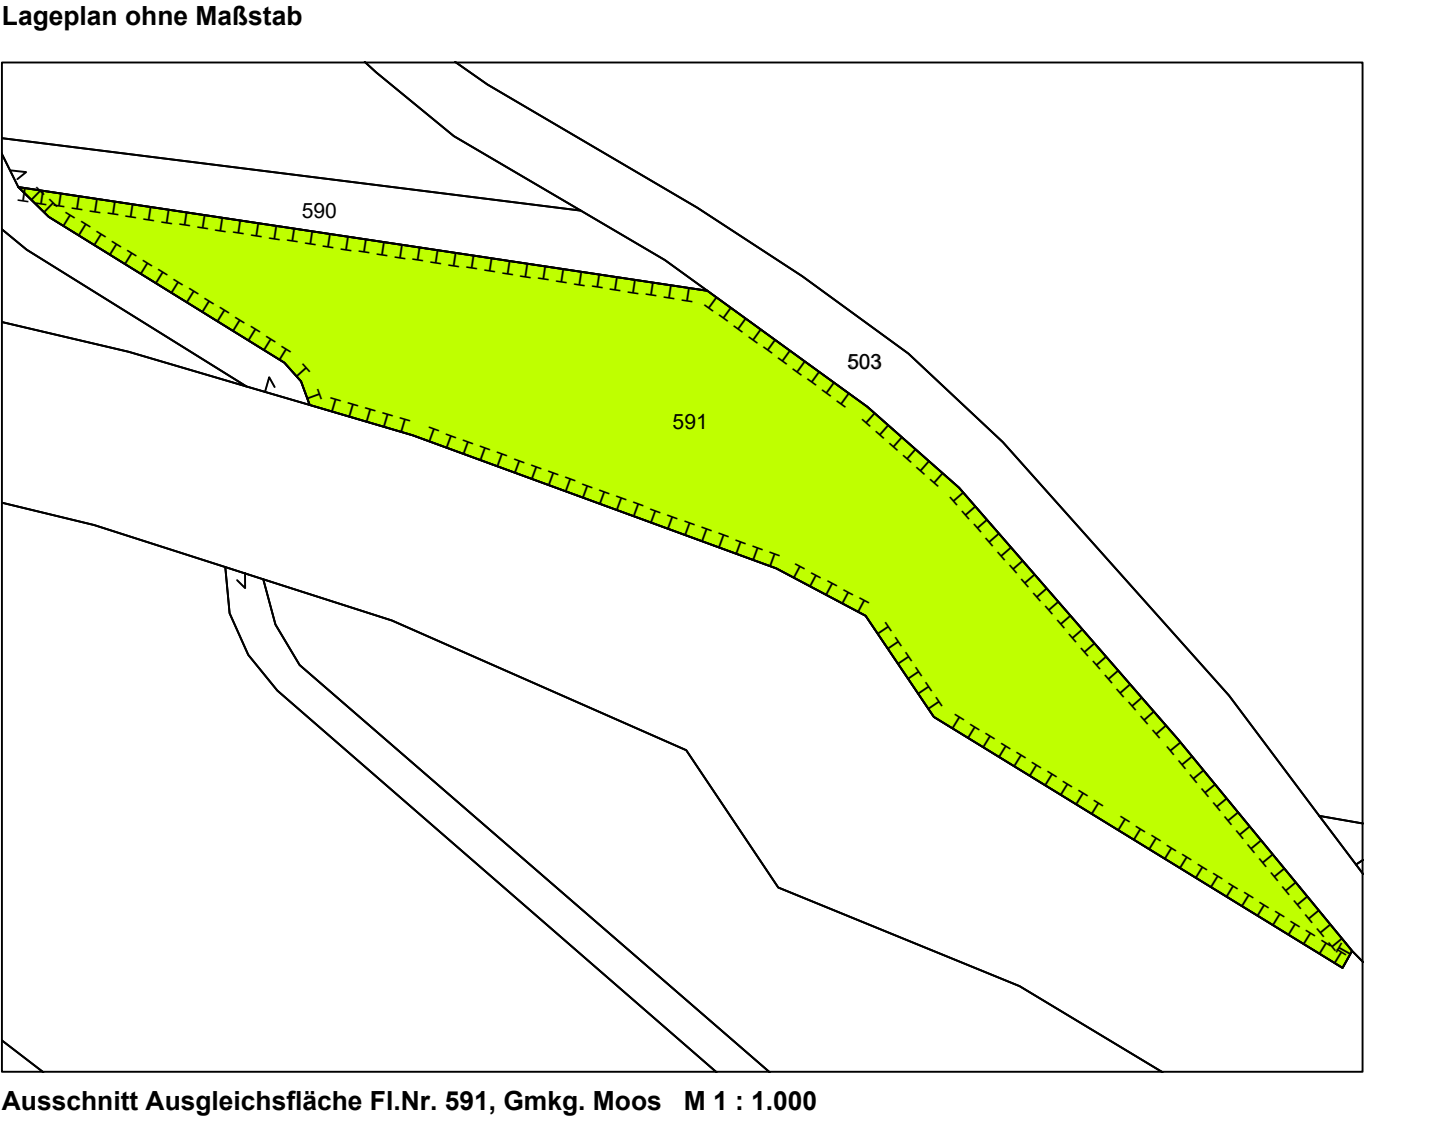 Lageplan ohne Maßstab
590
503
591
Ausschnitt Ausgleichsfläche Fl.Nr. 591, Gmkg. Moos   M 1 : 1.000